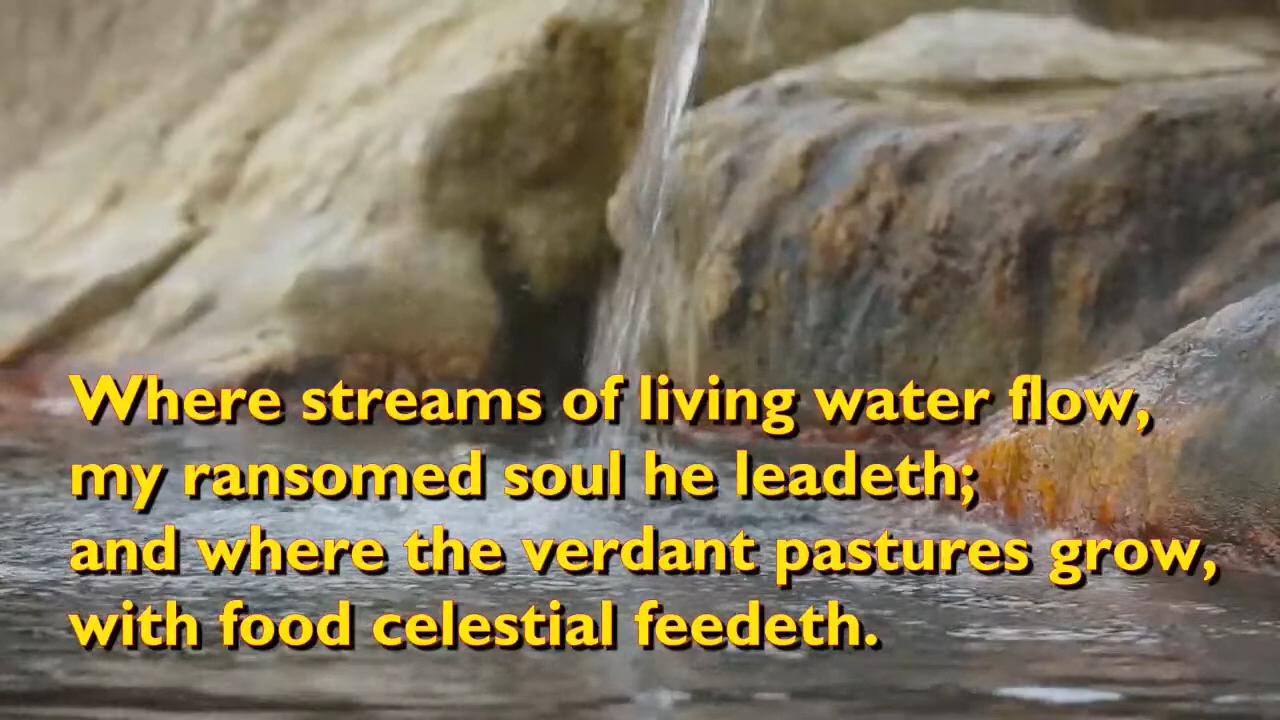 Where streams of living water flow,
my ransomed soul he leadeth;
and where the verdant pastures grow,
with food celestial feedeth.